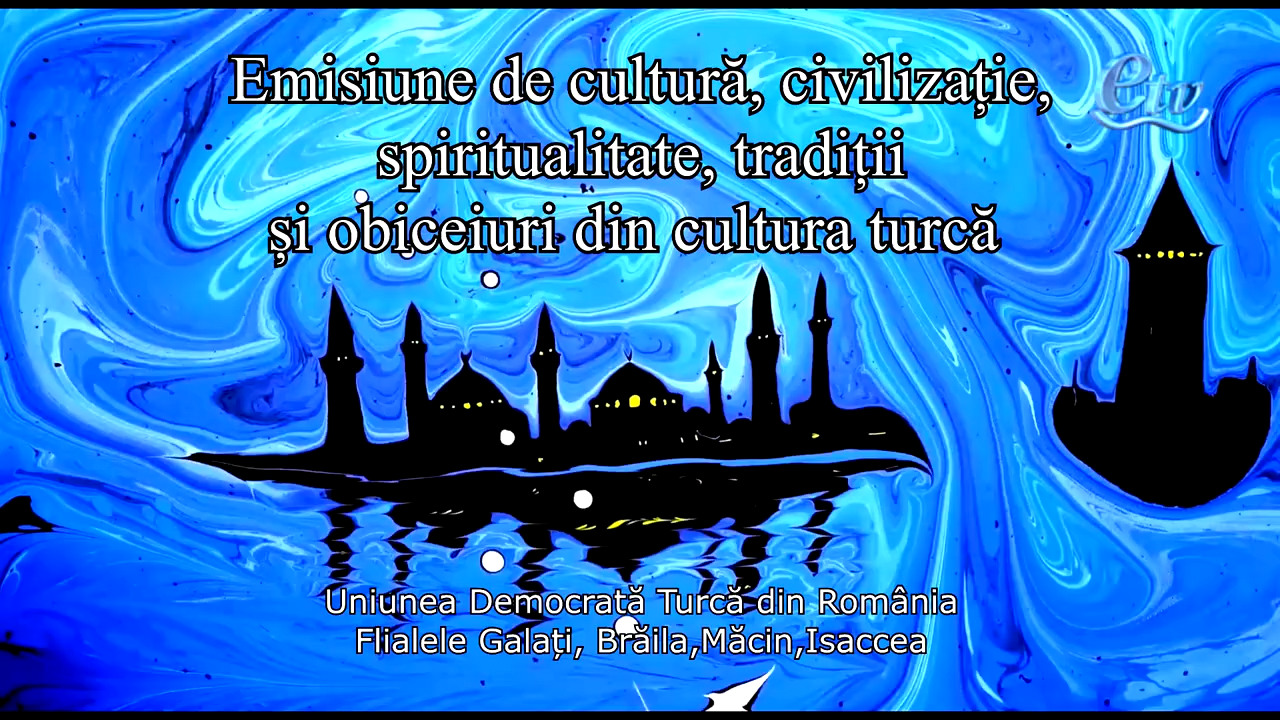 Emisiune de cultură, civilizație,
etv
spiritualitate, tradiții
și obiceiuri din cultura turcă
Uniunea Democrată Turcă din România
Flialele Galați, Brăila,Măcin,Isaccea